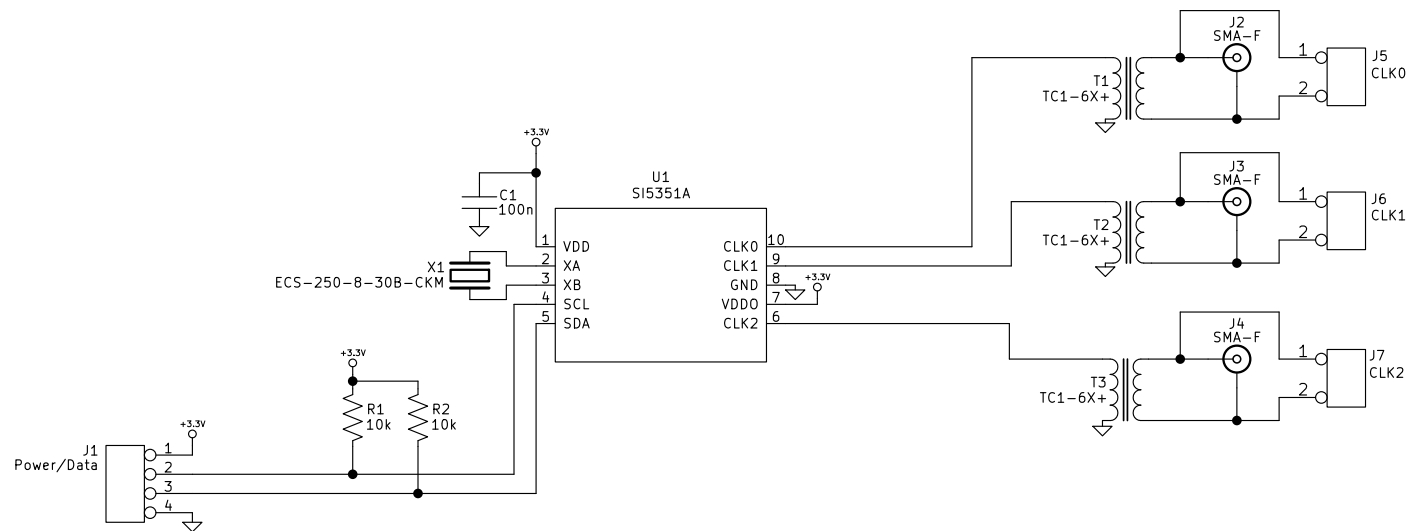 J2
SMA-F
1
2
J5
CLK0
T1
TC1-6X+
+3.3V
C1
100n
U1
SI5351A
J3
SMA-F
1
2
J6
CLK1
T2
TC1-6X+
X1
ECS-250-8-30B-CKM
1
2
3
4
5
VDD
XA
XB
SCL
SDA
CLK0
CLK1
GND
VDDO
CLK2
10
9
8
7
6
+3.3V
J4
SMA-F
1
2
J7
CLK2
T3
TC1-6X+
+3.3V
R1
10k
R2
10k
+3.3V
J1
Power/Data
1
2
3
4